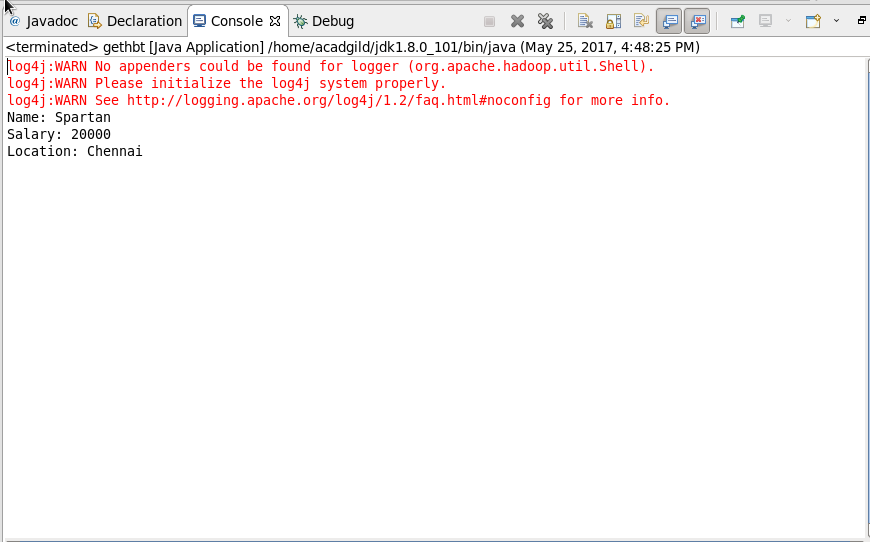 @ Javadoc Declaration Console Debug
<terminated> gethbt [Java Application] /home/acadgild/jdk1.8.0_101/bin/java (May 25, 2017, 4:48:25 PM)
log4j:WARN No appenders could be found for logger (org.apache.hadoop.util.Shell).
log4j:WARN Please initialize the log4j system properly.
log4j:WARN See http://logging.apache.org/log4j/1.2/faq.html#noconfig for more info.
Name: Spartan
Salary: 20000
Location: Chennai